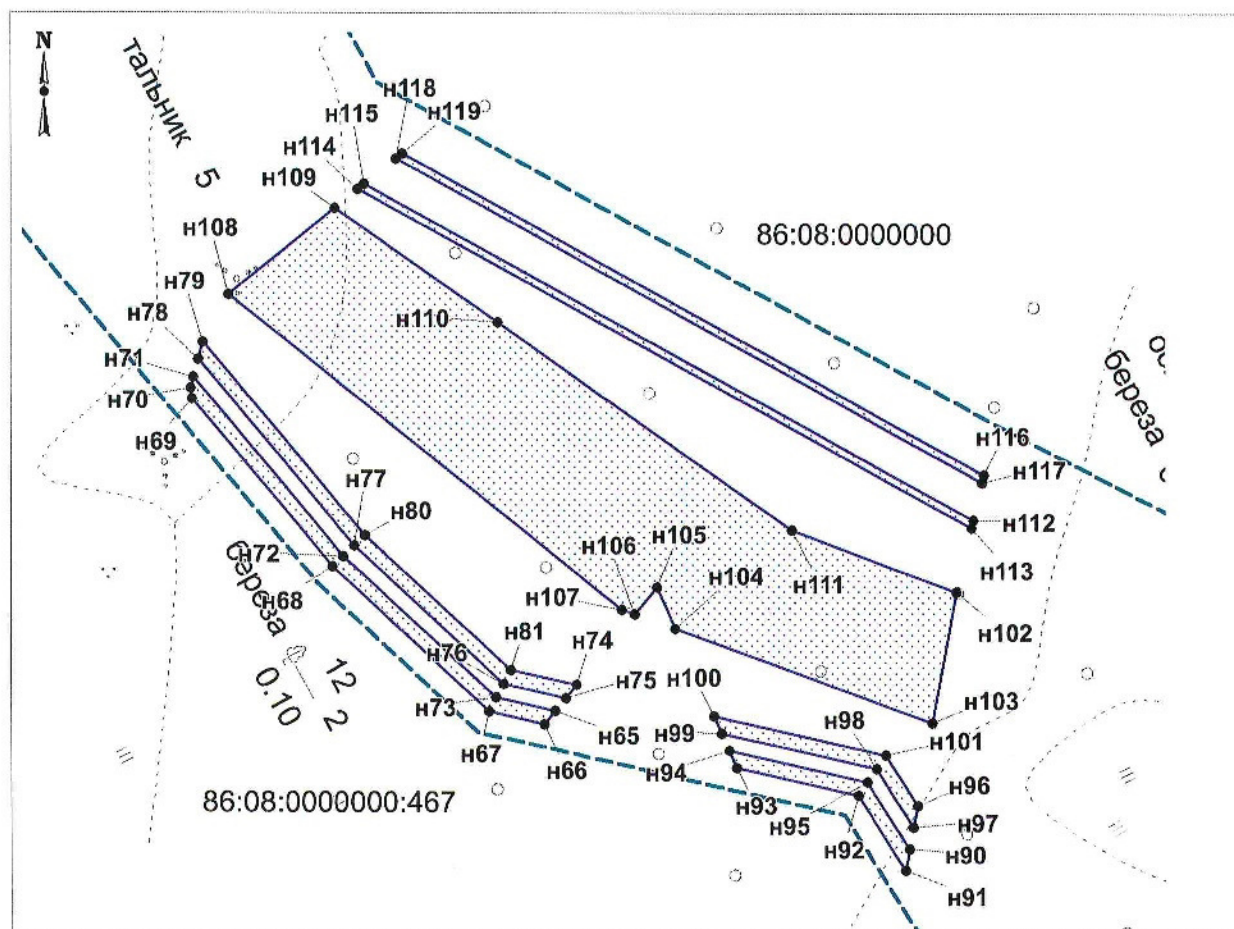 N
тальник 5
н118
н119
н115
н114
н109
86:08:0000000
н108
н79
н78
н110
н71
н70
н69
береза
н116
н117
н77
н80
н112
н113
н72
н68
н106
н105
н104
н111
н107
н102
береза
12
2
0.10
н81
н74
н76
н75
н100
н98
н103
н73
н65
н99
н101
н67
н66
н94
н96
н93
н97
86:08:0000000:467
н95
н92
н90
н91